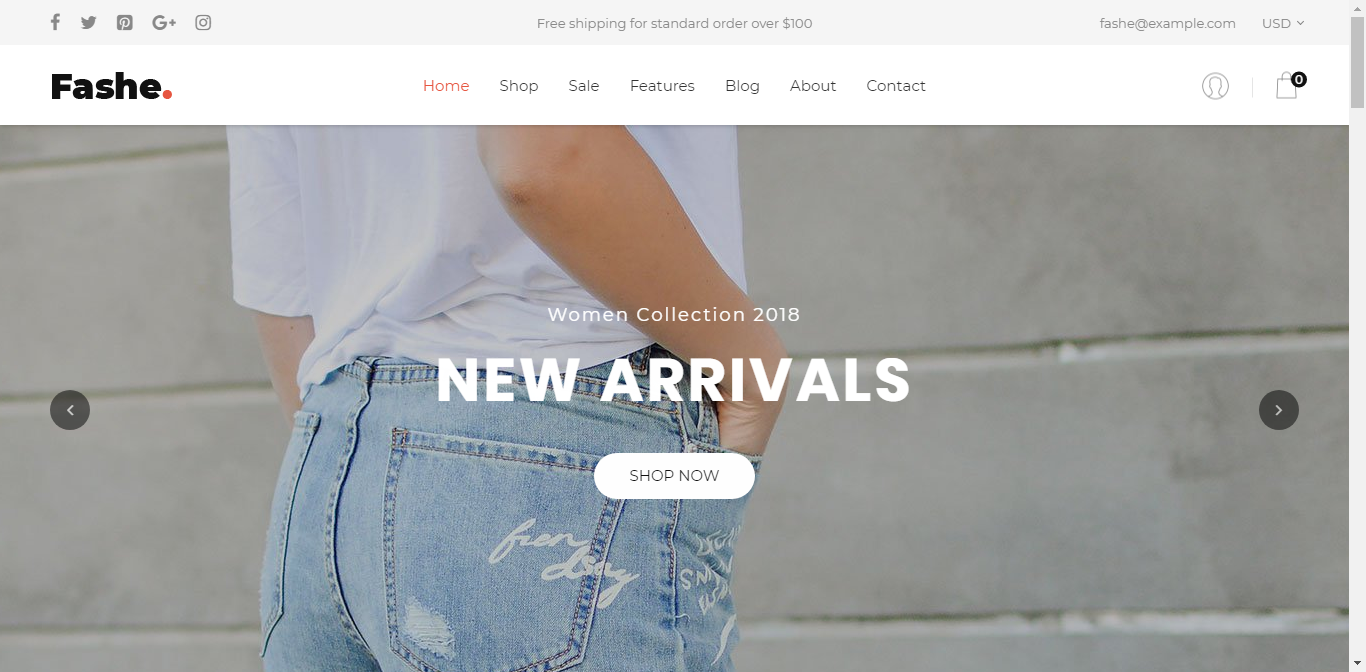 Free shipping for standard order over $100
fashe@example.com
USD
Fashe.
Home Shop Sale Features Blog About Contact
0
Women Collection 2018
NEW ARRIVALS
SHOP NOW